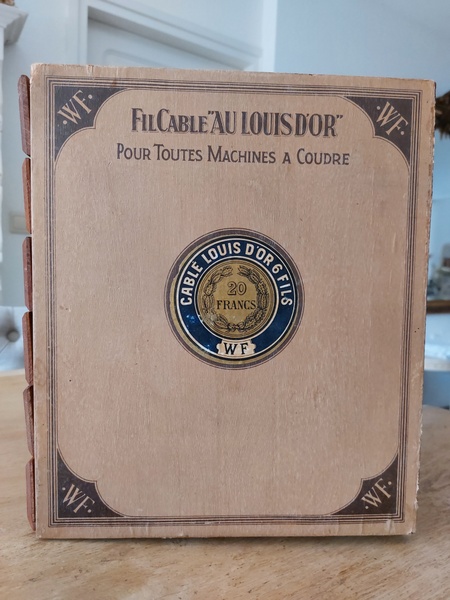 ·WF·
·WF·
FIL CABLE "AU LOUIS D'OR"
POUR TOUTES MACHINES A COUDRE
CABLÉ LOUIS D'OR 6 FILS
20
FRANCS
WF
·WF·
·WF·